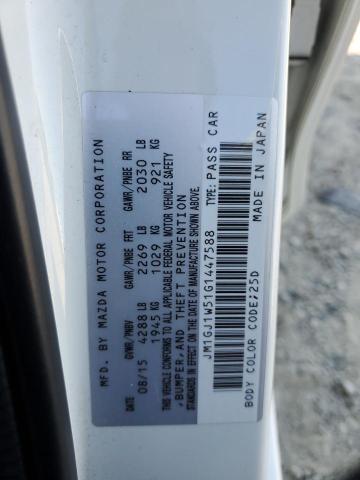 MFD. BY MAZDA MOTOR CORPORATION
GVWR/PNBV GAWR/PNBE FRT GAWR/PNBE RR
08/15 4288 LB 2269 LB 2030 LB
1945 KG 1029 KG 921 KG
THIS VEHICLE CONFORMS TO ALL APPLICABLE FEDERAL MOTOR VEHICLE SAFETY
, BUMPER, AND THEFT PREVENTION
STANDARDS IN EFFECT ON THE DATE OF MANUFACTURE SHOWN ABOVE.
JM1GJ1W51G1447588 TYPE: PASS CAR
BODY COLOR CODE;25D MADE IN JAPAN